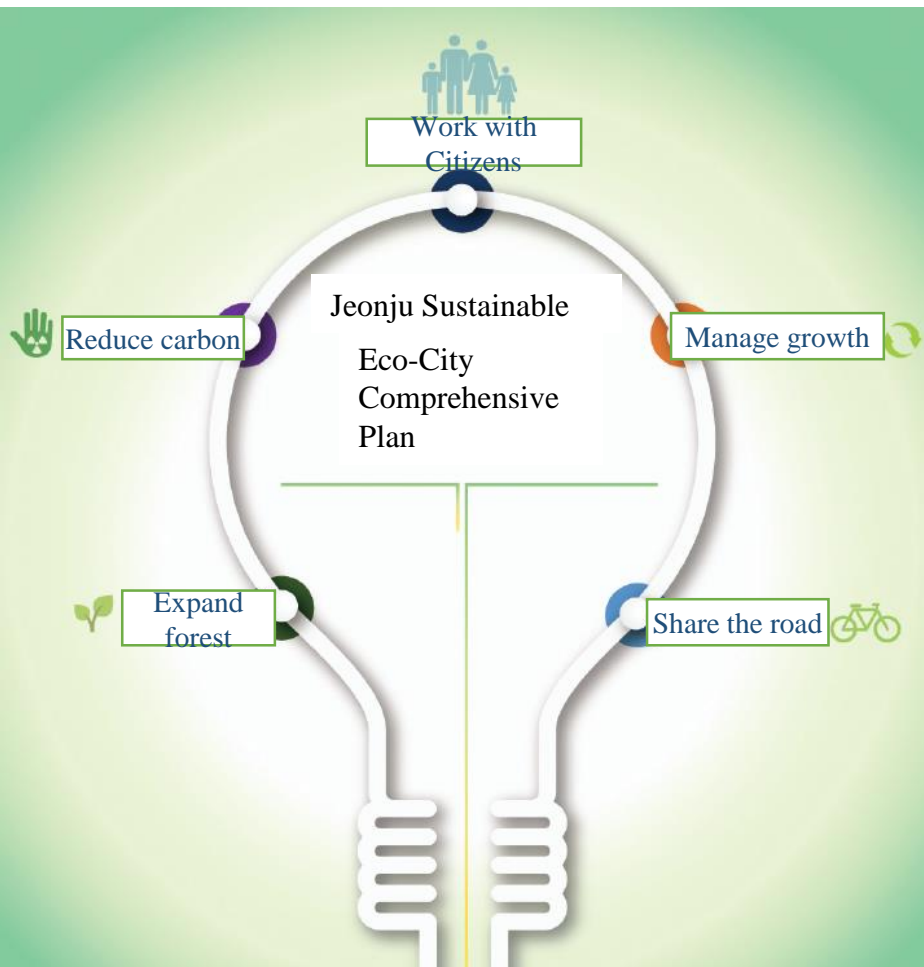 Work with
Citizens
Jeonju Sustainable
Eco-City
Comprehensive
Plan
Reduce carbon
Manage growth
Expand
forest
Share the road